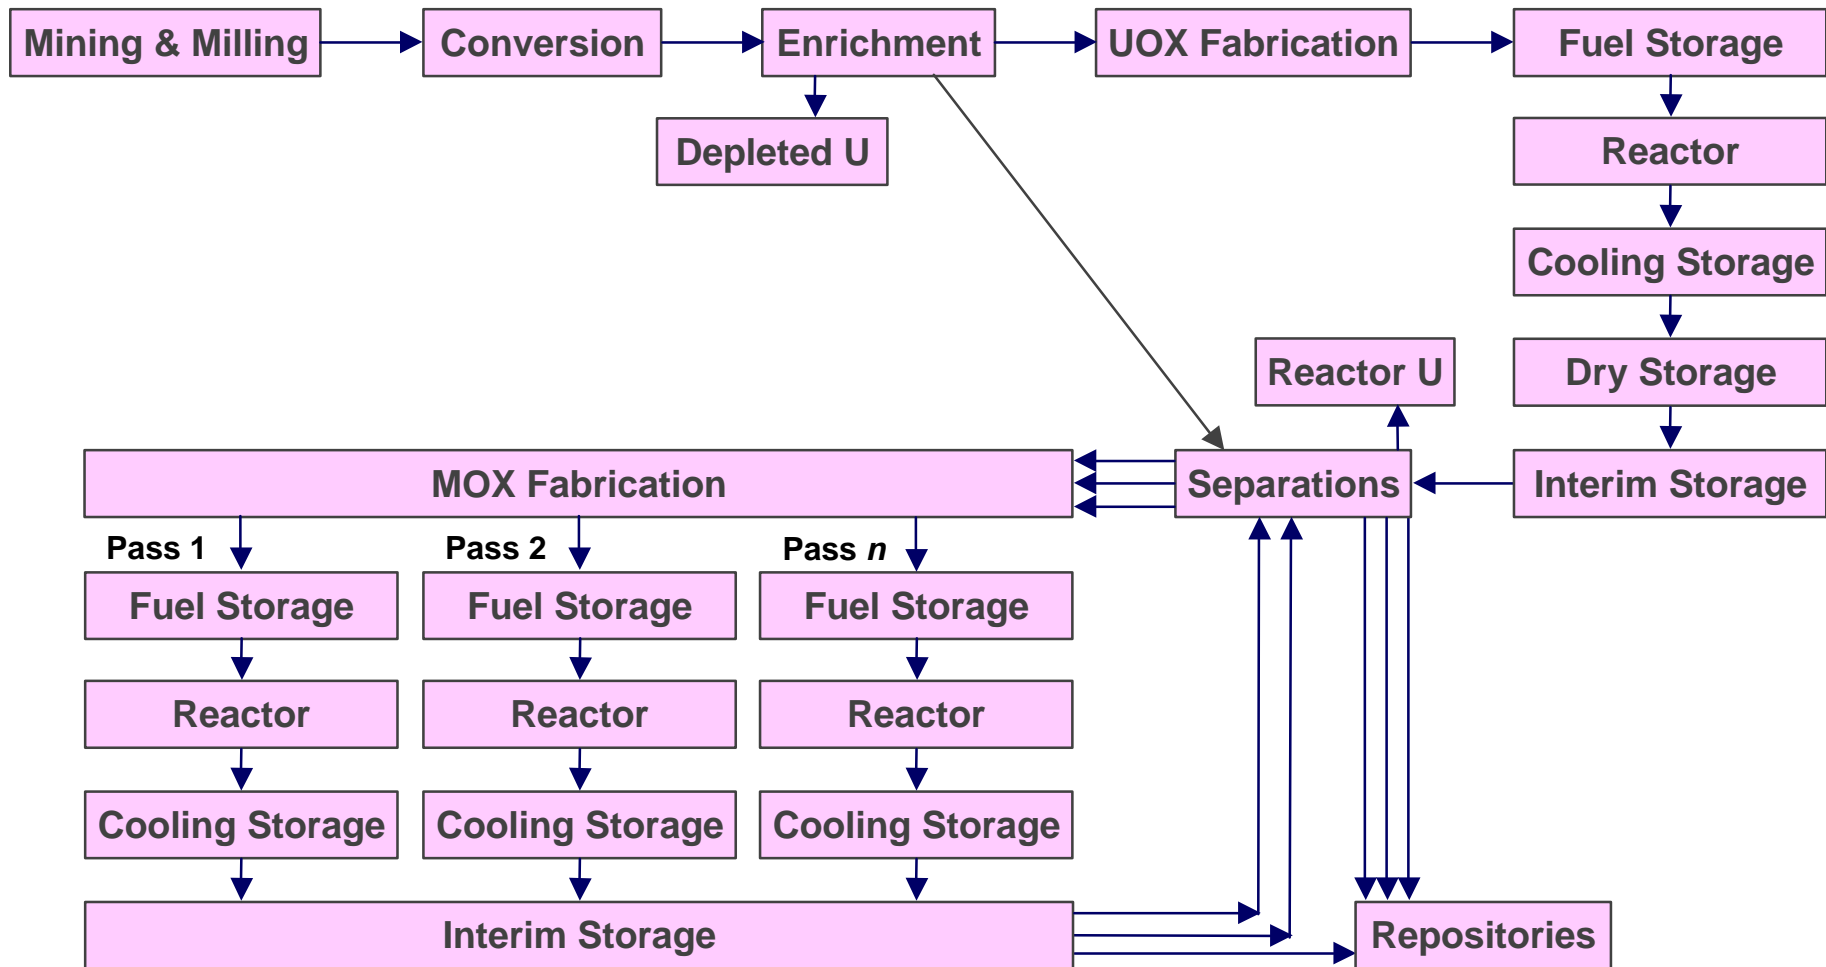 Mining & Milling
Conversion
Enrichment
UOX Fabrication
Fuel Storage
Depleted U
Reactor
Cooling Storage
Reactor U
Dry Storage
MOX Fabrication
Separations
Interim Storage
Pass 1
Pass 2
Pass n
Fuel Storage
Fuel Storage
Fuel Storage
Reactor
Reactor
Reactor
Cooling Storage
Cooling Storage
Cooling Storage
Interim Storage
Repositories